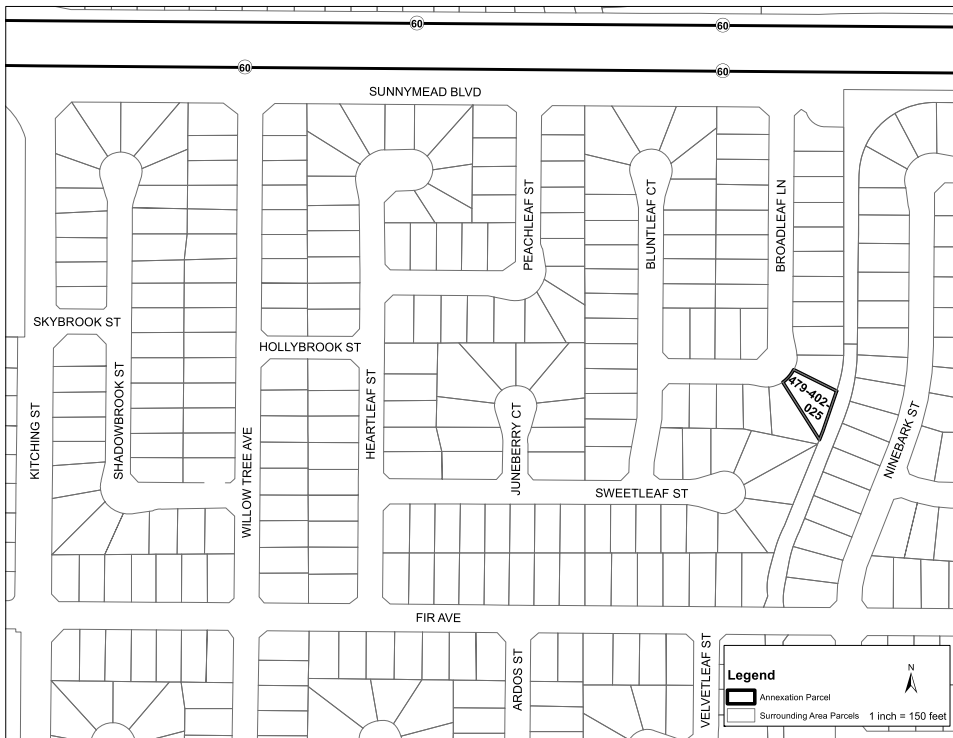 60
60
60
60
SUNNYMEAD BLVD
PEACHLEAF ST
BLUNTLEAF CT
BROADLEAF LN
SKYBROOK ST
HOLLYBROOK ST
KITCHING ST
SHADOWBROOK ST
WILLOW TREE AVE
HEARTLEAF ST
JUNEBERRY CT
479-402-
025
NINEBARK ST
SWEETLEAF ST
FIR AVE
ARDOS ST
VELVETLEAF ST
Legend
N
Annexation Parcel
Surrounding Area Parcels
1 inch = 150 feet